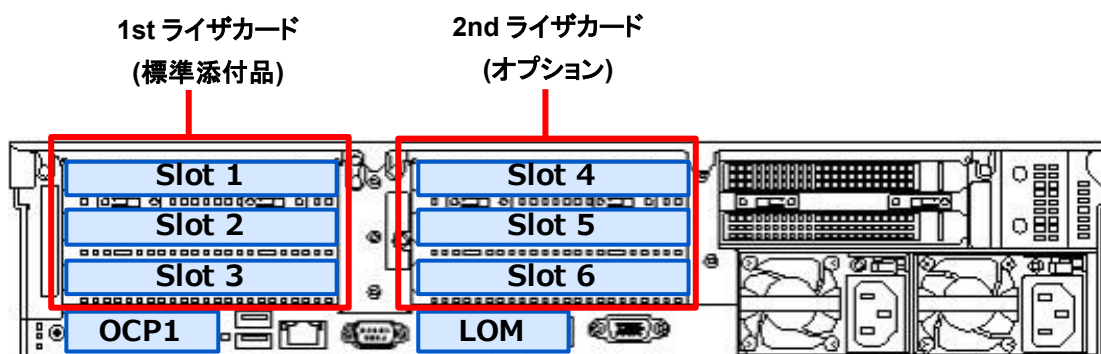 1st ライザカード
(標準添付品)
2nd ライザカード
(オプション)
Slot 1
Slot 2
Slot 3
Slot 4
Slot 5
Slot 6
OCP1
LOM